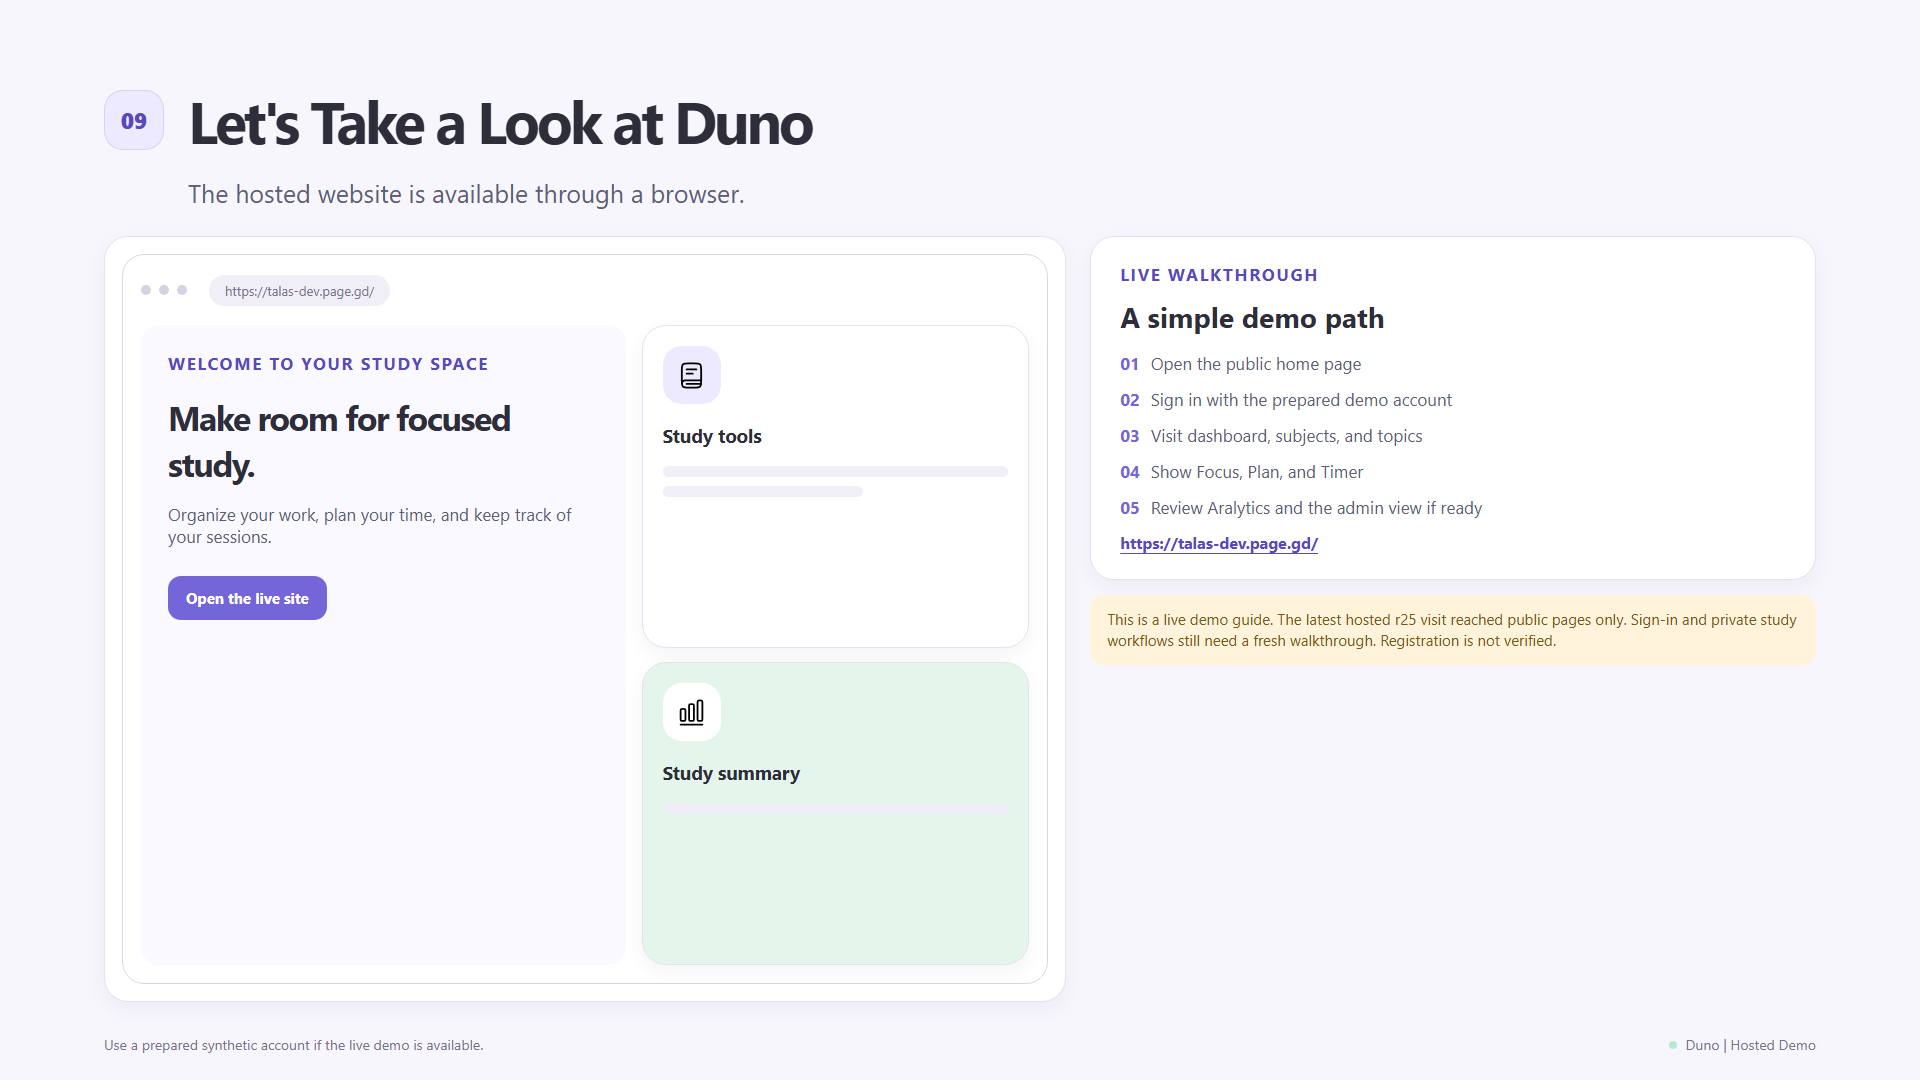 09
Let's Take a Look at Duno
The hosted website is available through a browser.
https://talas-dev.page.gd/
WELCOME TO YOUR STUDY SPACE
Make room for focused
study.
Organize your work, plan your time, and keep track of
your sessions.
Open the live site
Study tools
Study summary
LIVE WALKTHROUGH
A simple demo path
01 Open the public home page
02 Sign in with the prepared demo account
03 Visit dashboard, subjects, and topics
04 Show Focus, Plan, and Timer
05 Review Aralytics and the admin view if ready
https://talas-dev.page.gd/
This is a live demo guide. The latest hosted r25 visit reached public pages only. Sign-in and private study
workflows still need a fresh walkthrough. Registration is not verified.
Use a prepared synthetic account if the live demo is available.
Duno | Hosted Demo